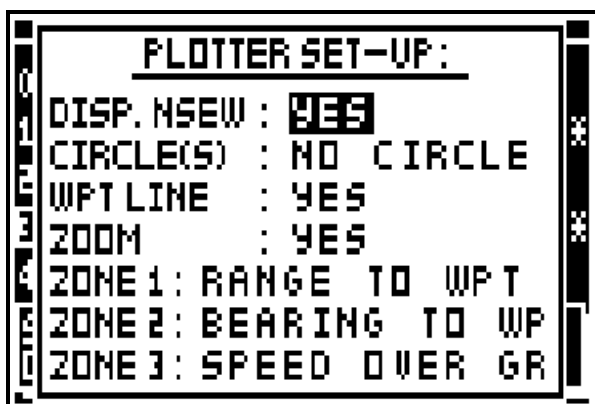 PLOTTER SET-UP:
DISP. NSEW : YES
CIRCLE(S) : NO CIRCLE
WPT LINE : YES
ZOOM : YES
ZONE 1: RANGE TO WPT
ZONE 2: BEARING TO WP
ZONE 3: SPEED OVER GR